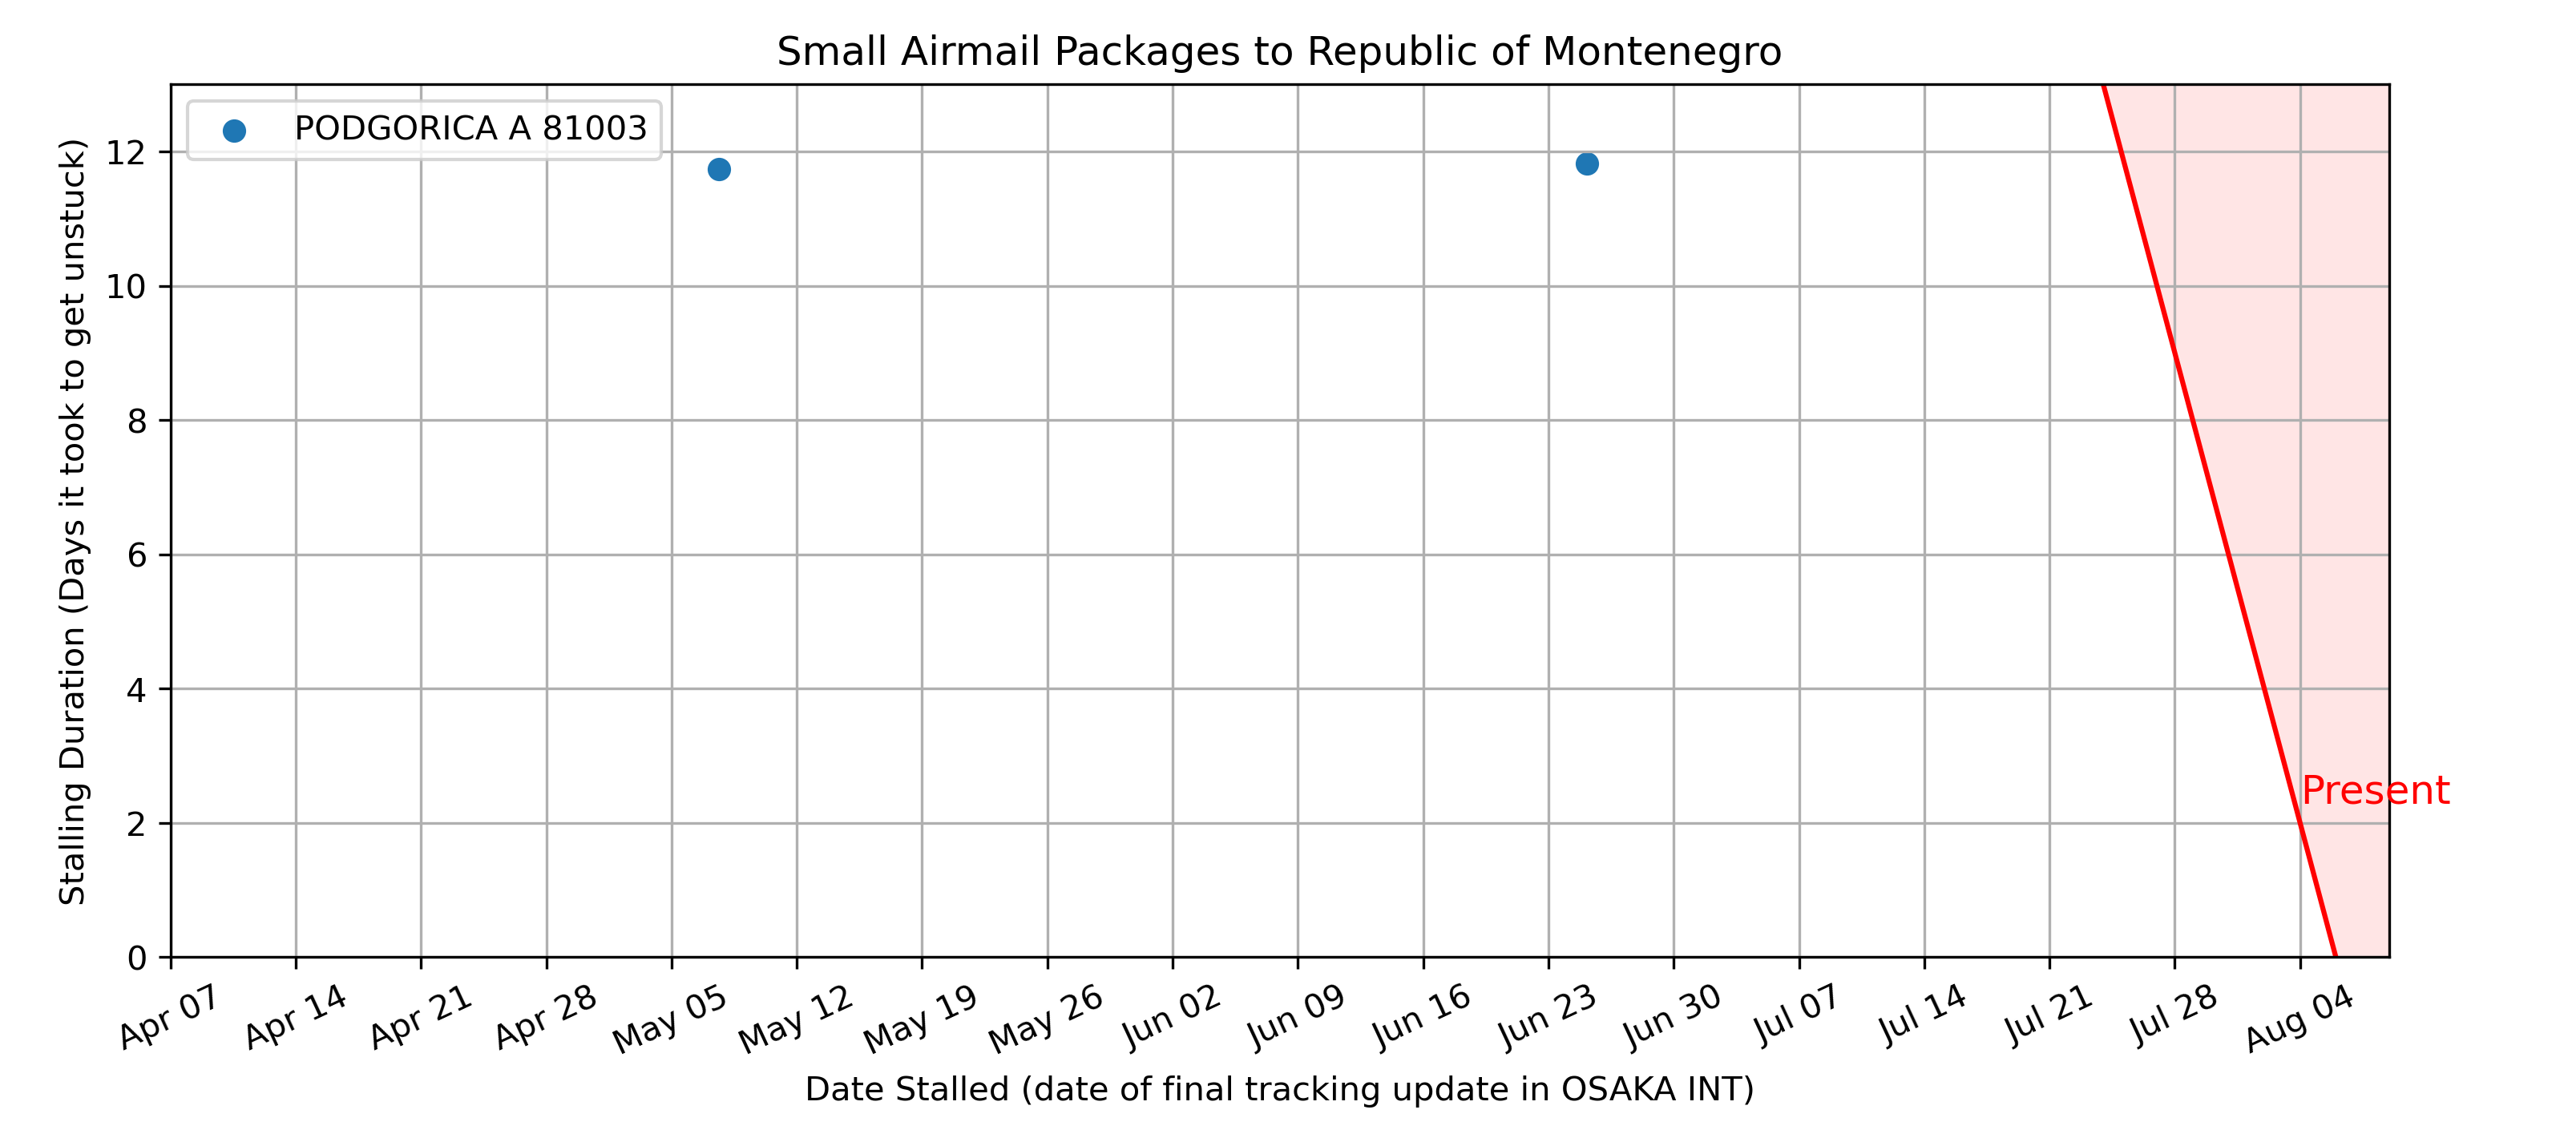 Small Airmail Packages to Republic of Montenegro
PODGORICA A 81003
Stalling Duration (Days it took to get unstuck)
12
10
8
6
4
2
0
Present
Apr 07
Apr 14
Apr 21
Apr 28
May 05
May 12
May 19
May 26
Jun 02
Jun 09
Jun 16
Jun 23
Jun 30
Jul 07
Jul 14
Jul 21
Jul 28
Aug 04
Date Stalled (date of final tracking update in OSAKA INT)